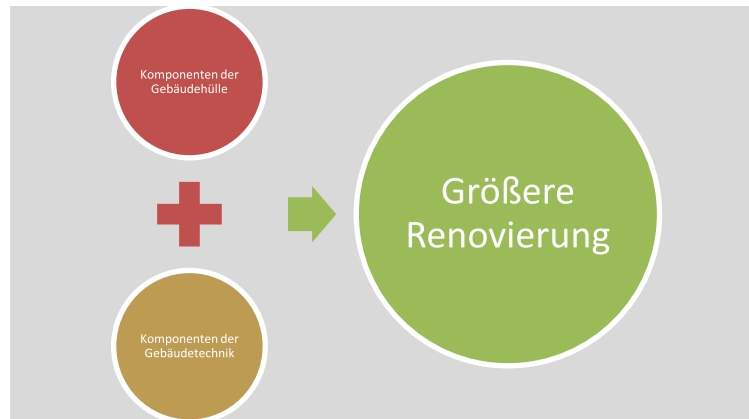 Komponenten der
Gebäudehülle
Komponenten der
Gebäudetechnik
Größere
Renovierung